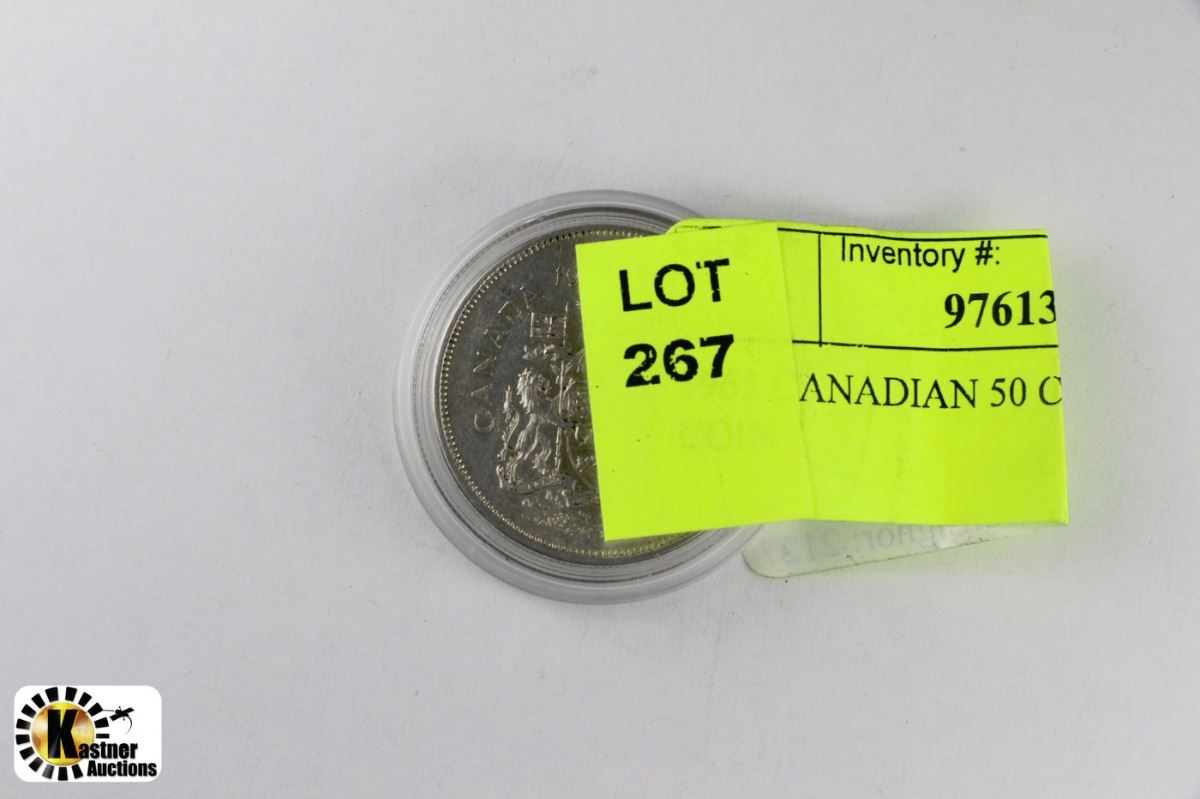 LOT
267
Inventory #:
97613
ANADIAN 50 C
COIN
CANADA
Kastner
Auctions